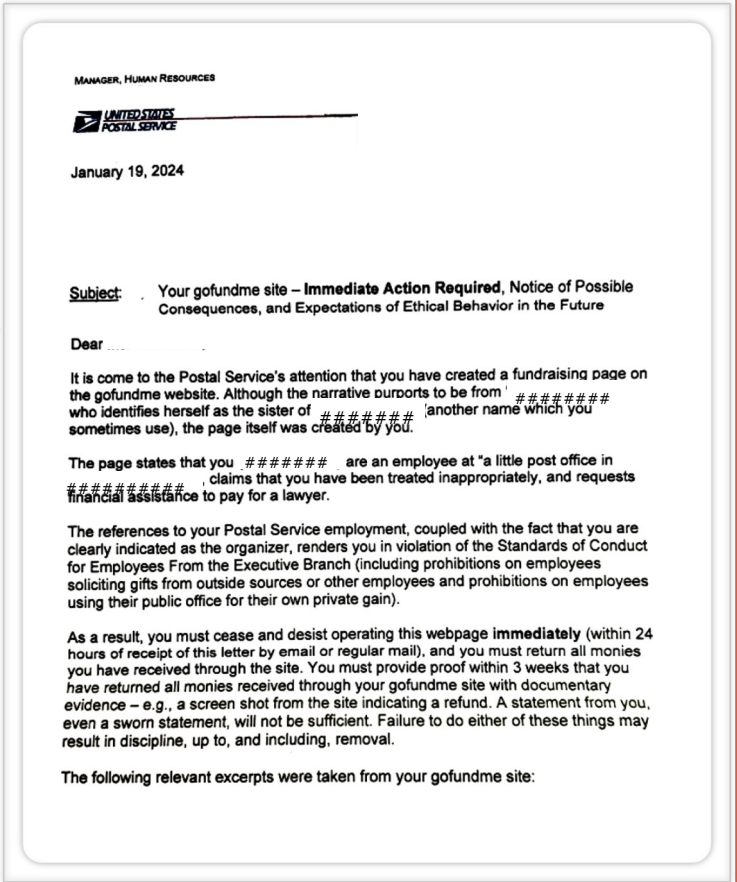 MANAGER, HUMAN RESOURCES
UNITED STATES
POSTAL SERVICE
January 19, 2024
Subject: Your gofundme site – Immediate Action Required, Notice of Possible
Consequences, and Expectations of Ethical Behavior in the Future
Dear
It is come to the Postal Service's attention that you have created a fundraising page on
the gofundme website. Although the narrative purports to be from ########
who identifies herself as the sister of ####### (another name which you
sometimes use), the page itself was created by you.
The page states that you ####### are an employee at "a little post office in
##########, claims that you have been treated inappropriately, and requests
financial assistance to pay for a lawyer.
The references to your Postal Service employment, coupled with the fact that you are
clearly indicated as the organizer, renders you in violation of the Standards of Conduct
for Employees From the Executive Branch (including prohibitions on employees
soliciting gifts from outside sources or other employees and prohibitions on employees
using their public office for their own private gain).
As a result, you must cease and desist operating this webpage immediately (within 24
hours of receipt of this letter by email or regular mail), and you must return all monies
you have received through the site. You must provide proof within 3 weeks that you
have returned all monies received through your gofundme site with documentary
evidence – e.g., a screen shot from the site indicating a refund. A statement from you,
even a sworn statement, will not be sufficient. Failure to do either of these things may
result in discipline, up to, and including, removal.
The following relevant excerpts were taken from your gofundme site: